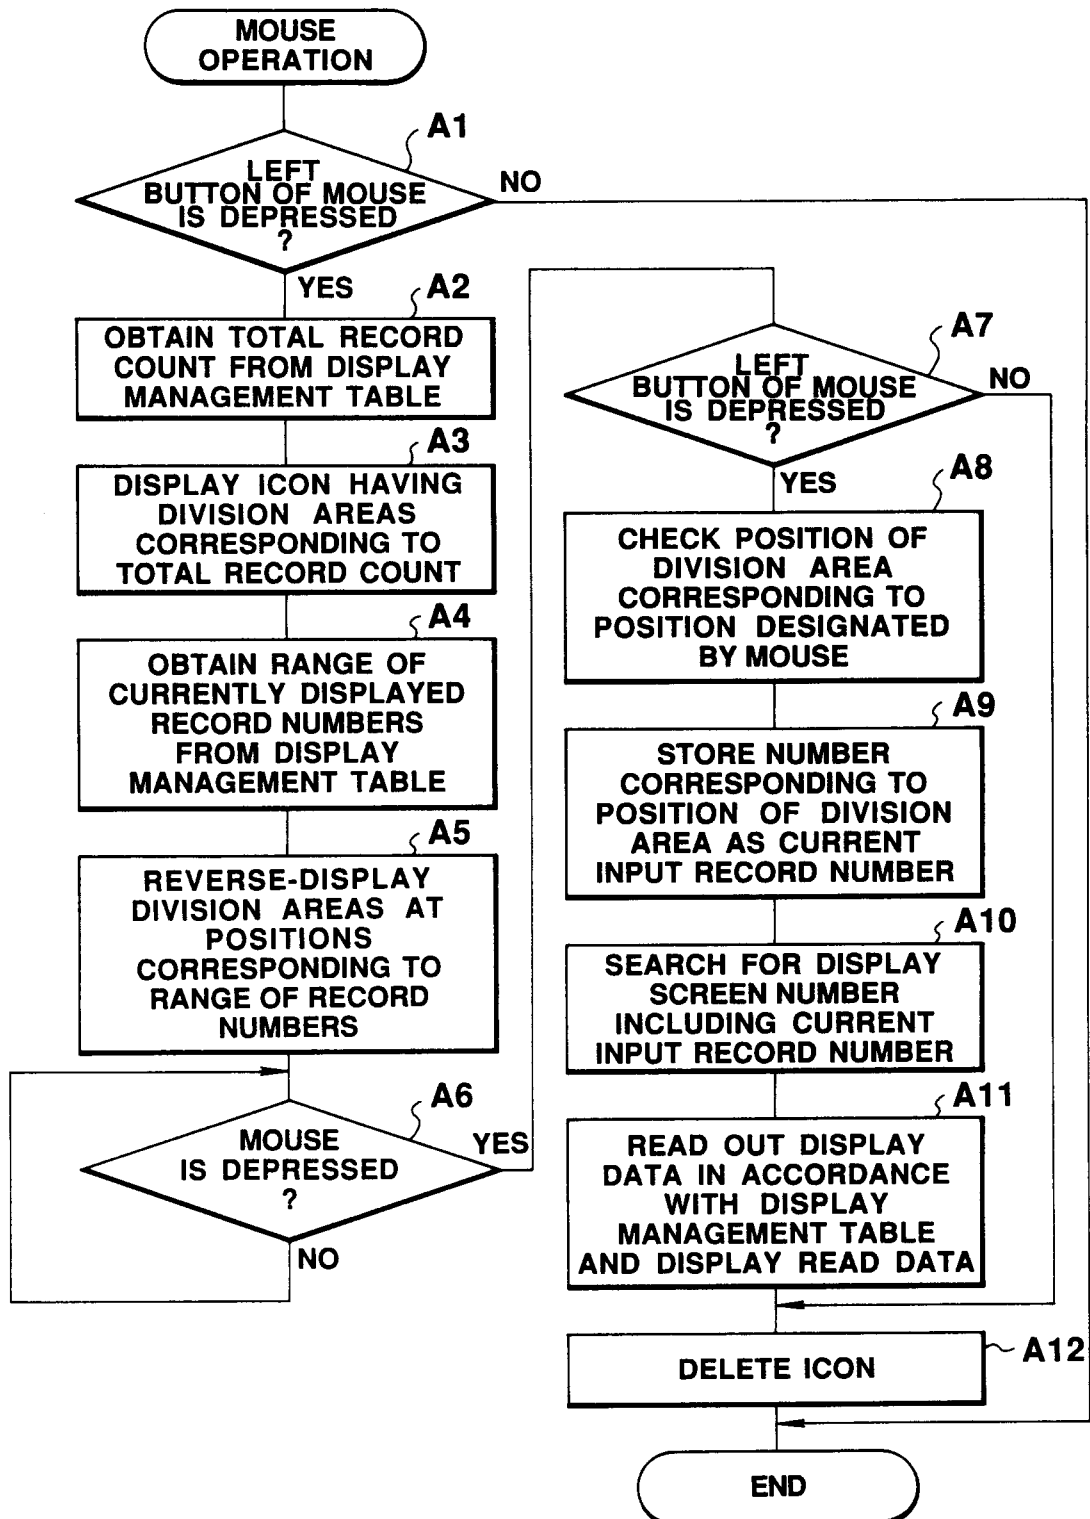 MOUSE
OPERATION
A1
LEFT
BUTTON OF MOUSE
IS DEPRESSED
?
NO
YES
A2
OBTAIN TOTAL RECORD
COUNT FROM DISPLAY
MANAGEMENT TABLE
A3
DISPLAY ICON HAVING
DIVISION AREAS
CORRESPONDING TO
TOTAL RECORD COUNT
A4
OBTAIN RANGE OF
CURRENTLY DISPLAYED
RECORD NUMBERS
FROM DISPLAY
MANAGEMENT TABLE
A5
REVERSE-DISPLAY
DIVISION AREAS AT
POSITIONS
CORRESPONDING TO
RANGE OF RECORD
NUMBERS
A6
MOUSE
IS DEPRESSED
?
YES
NO
A7
LEFT
BUTTON OF MOUSE
IS DEPRESSED
?
NO
YES
A8
CHECK POSITION OF
DIVISION AREA
CORRESPONDING TO
POSITION DESIGNATED
BY MOUSE
A9
STORE NUMBER
CORRESPONDING TO
POSITION OF DIVISION
AREA AS CURRENT
INPUT RECORD NUMBER
A10
SEARCH FOR DISPLAY
SCREEN NUMBER
INCLUDING CURRENT
INPUT RECORD NUMBER
A11
READ OUT DISPLAY
DATA IN ACCORDANCE
WITH DISPLAY
MANAGEMENT TABLE
AND DISPLAY READ DATA
A12
DELETE ICON
END